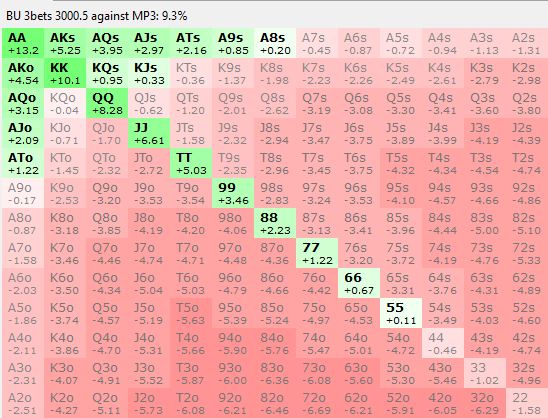 BU 3bets 3000.5 against MP3: 9.3%
AA AKs AQs AJs ATs A9s A8s A7s A6s A5s A4s A3s A2s
+13.2 +5.25 +3.95 +2.97 +2.16 +0.85 +0.20 -0.45 -0.87 -0.72 -0.94 -1.13 -1.31
AKo KK KQs KJs KTs K9s K8s K7s K6s K5s K4s K3s K2s
+4.54 +10.1 +0.95 +0.33 -0.36 -1.37 -1.98 -2.23 -2.26 -2.49 -2.61 -2.79 -2.98
AQo KQo QQ QJs QTs Q9s Q8s Q7s Q6s Q5s Q4s Q3s Q2s
+3.15 -0.04 +8.28 -0.62 -1.20 -2.01 -2.62 -3.19 -3.08 -3.30 -3.41 -3.60 -3.80
AJo KJo QJo JJ JTs J9s J8s J7s J6s J5s J4s J3s J2s
+2.09 -0.71 -1.70 +6.61 -1.58 -2.32 -2.94 -3.47 -3.75 -3.89 -3.99 -4.19 -4.39
ATo KTo QTo JTo TT T9s T8s T7s T6s T5s T4s T3s T2s
+1.22 -1.45 -2.32 -2.72 +5.03 -2.35 -2.96 -3.45 -3.75 -4.32 -4.34 -4.54 -4.74
A9o K9o Q9o J9o T9o 99 98s 97s 96s 95s 94s 93s 92s
-0.17 -2.53 -3.20 -3.53 -3.54 +3.46 -2.83 -3.24 -3.53 -4.10 -4.57 -4.66 -4.86
A8o K8o Q8o J8o T8o 98o 88 87s 86s 85s 84s 83s 82s
-0.87 -3.18 -3.85 -4.19 -4.20 -4.06 +2.23 -3.13 -3.41 -3.96 -4.44 -5.00 -5.10
A7o K7o Q7o J7o T7o 97o 87o 77 76s 75s 74s 73s 72s
-1.58 -3.46 -4.46 -4.74 -4.71 -4.48 -4.36 +1.22 -3.20 -3.72 -4.19 -4.76 -5.33
A6o K6o Q6o J6o T6o 96o 86o 76o 66 65s 64s 63s 62s
-2.03 -3.50 -4.34 -5.04 -5.03 -4.79 -4.66 -4.42 +0.67 -3.31 -3.76 -4.31 -4.89
A5o K5o Q5o J5o T5o 95o 85o 75o 65o 55 54s 53s 52s
-1.86 -3.74 -4.57 -5.19 -5.63 -5.39 -5.24 -4.97 -4.53 +0.11 -3.49 -4.03 -4.60
A4o K4o Q4o J4o T4o 94o 84o 74o 64o 54o 44 43s 42s
-2.11 -3.86 -4.70 -5.31 -5.66 -5.90 -5.76 -5.47 -5.01 -4.72 -0.46 -4.19 -4.74
A3o K3o Q3o J3o T3o 93o 83o 73o 63o 53o 43o 33 32s
-2.31 -4.07 -4.91 -5.52 -5.87 -6.00 -6.36 -6.08 -5.60 -5.30 -5.46 -1.02 -4.96
A2o K2o Q2o J2o T2o 92o 82o 72o 62o 52o 42o 32o 22
-2.51 -4.27 -5.11 -5.73 -6.08 -6.21 -6.46 -6.69 -6.21 -5.91 -6.05 -6.29 -1.58